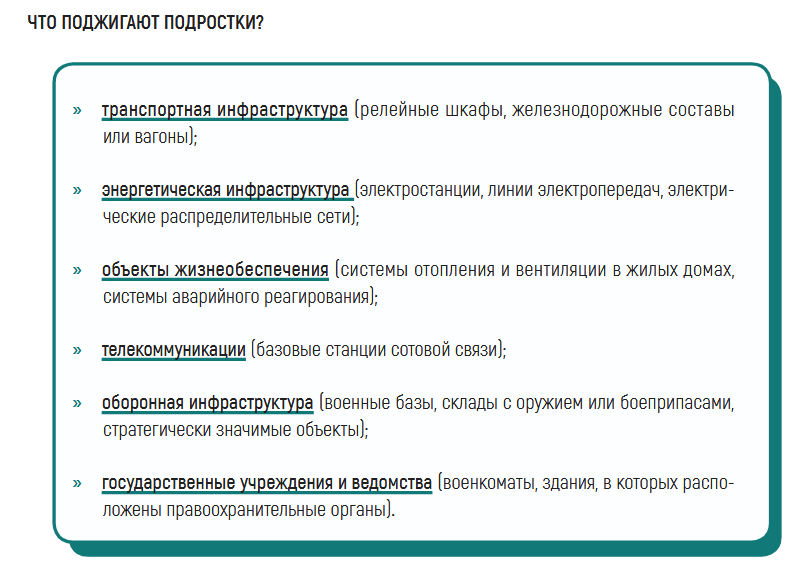 ЧТО ПОДЖИГАЮТ ПОДРОСТКИ?
» транспортная инфраструктура (релейные шкафы, железнодорожные составы
или вагоны);
» энергетическая инфраструктура (электростанции, линии электропередач, электри-
ческие распределительные сети);
» объекты жизнеобеспечения (системы отопления и вентиляции в жилых домах,
системы аварийного реагирования);
» телекоммуникации (базовые станции сотовой связи);
» оборонная инфраструктура (военные базы, склады с оружием или боеприпасами,
стратегически значимые объекты);
» государственные учреждения и ведомства (военкоматы, здания, в которых распо-
ложены правоохранительные органы).